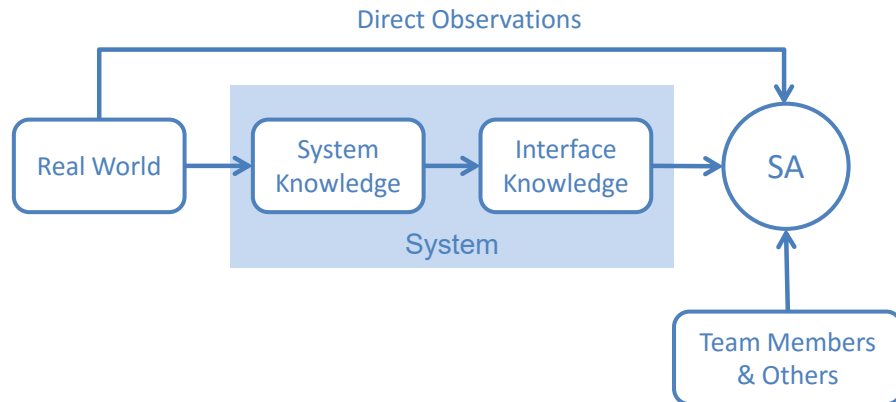 Direct Observations
Real World
System
Knowledge
Interface
Knowledge
SA
System
Team Members
& Others